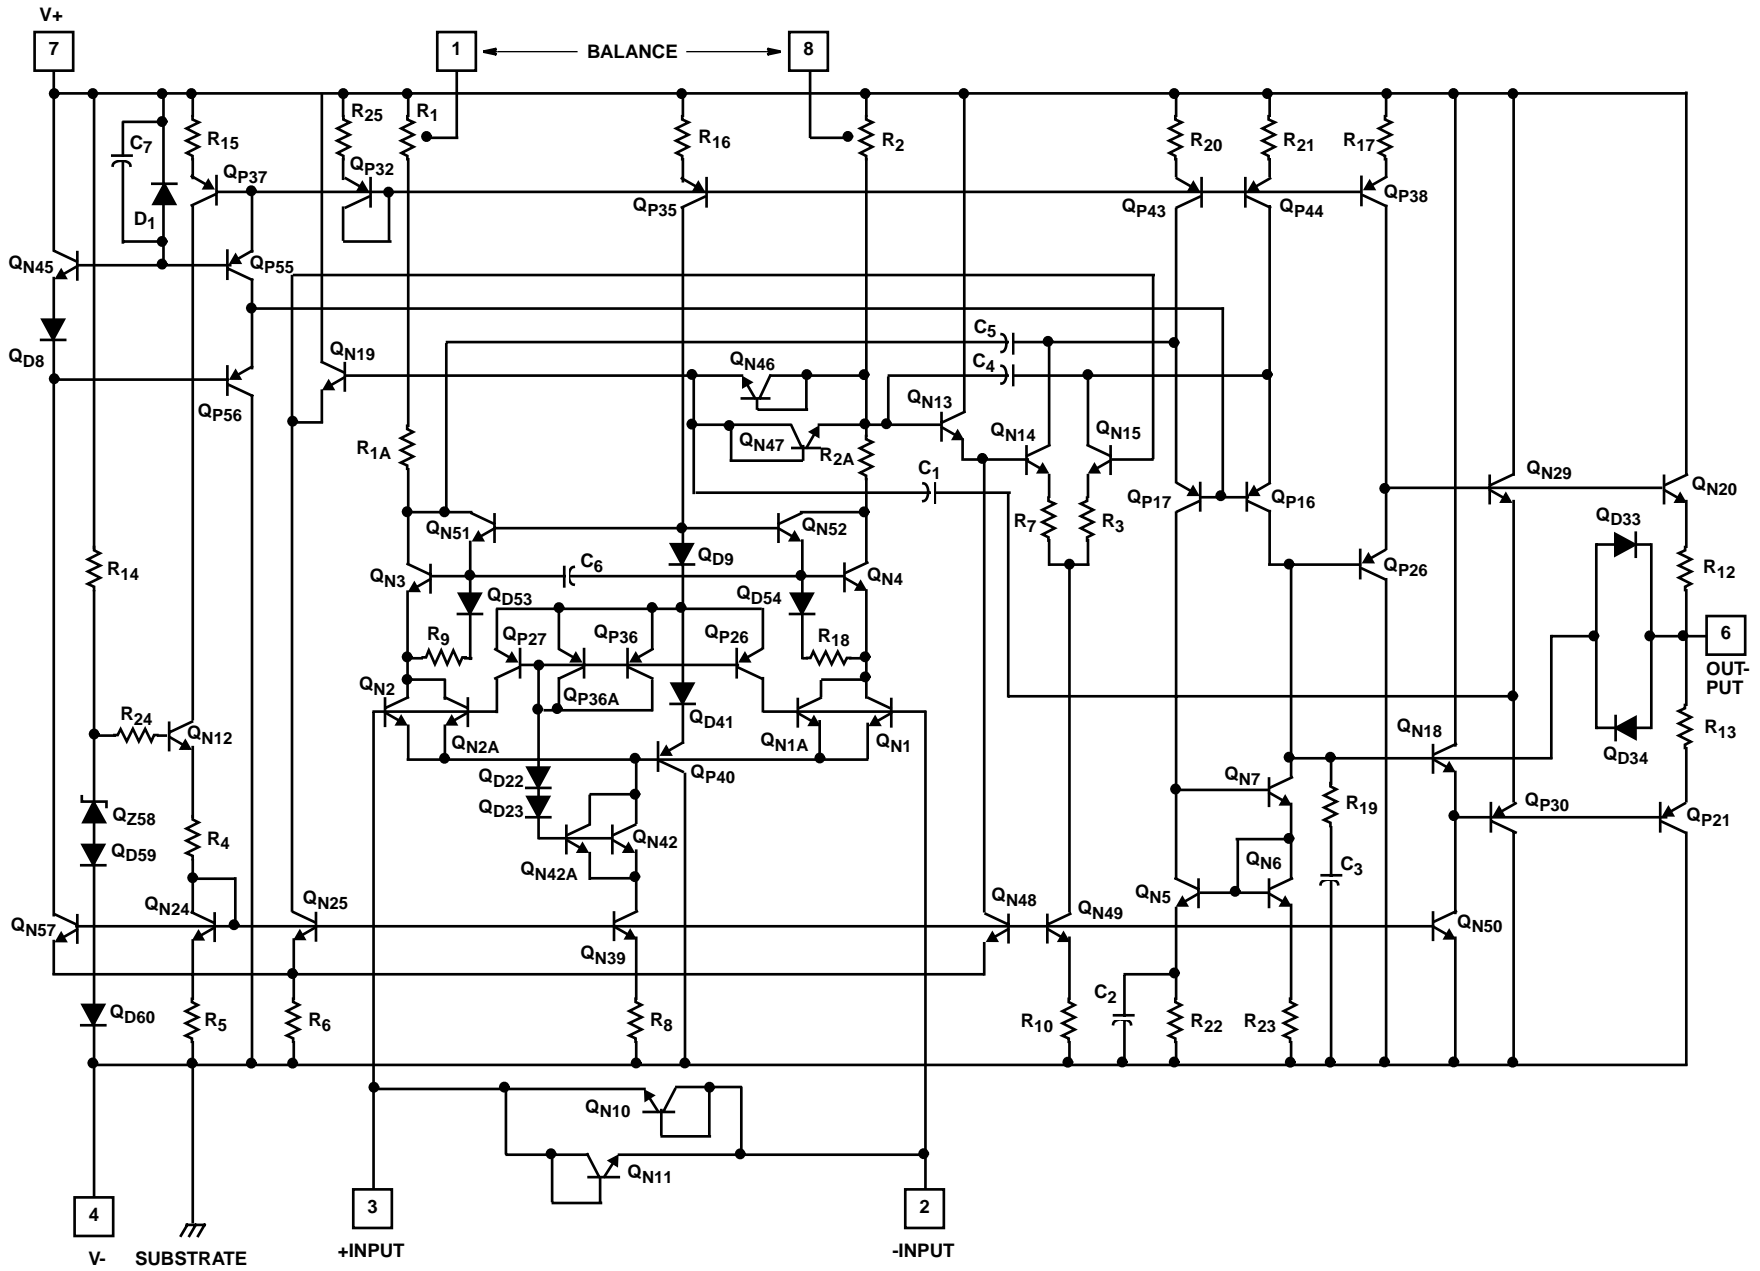 V+
7
1
BALANCE
8
R25
R1
R16
R2
R20
R21
R17
C7
R15
QP37
QP32
D1
QP35
QP43
QP44
QP38
QN45
QP55
QD8
QN19
QN46
C5
C4
QP56
QN13
QN14
QN15
QN47
R1A
R2A
C1
QN29
QN20
QP17
QP16
QN51
QN52
R7
R3
QD33
R14
QN3
C6
QD9
QN4
QP26
R12
QD53
QD54
R9
QP27
QP36
QP26
R18
6
OUT-
PUT
QN2
QP36A
QD41
R24
QN12
QN2A
QN1A
QN1
QN18
R13
QD34
QD22
QP40
QN7
QZ58
QD23
R19
QP30
QP21
R4
QN42
QD59
QN42A
QN6
C3
QN24
QN25
QN48
QN49
QN5
QN57
QN50
QN39
C2
QD60
R5
R6
R8
R10
R22
R23
QN10
QN11
4
3
2
V-
SUBSTRATE
+INPUT
-INPUT